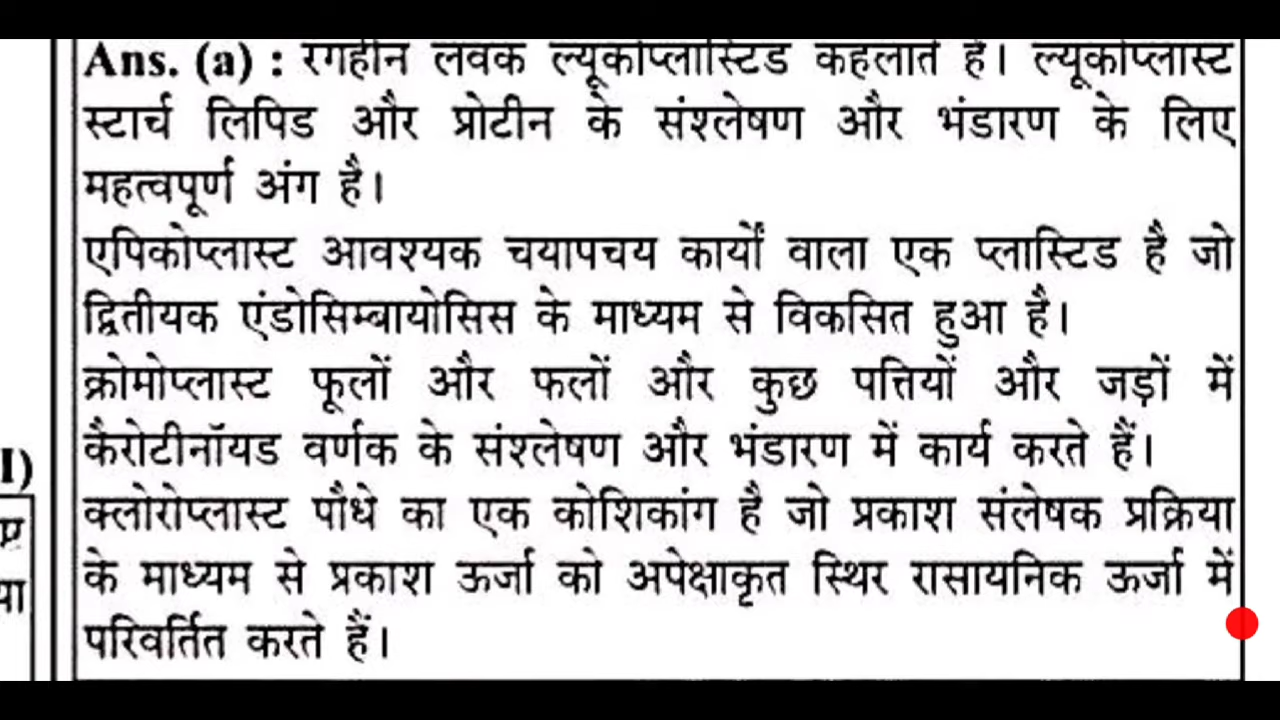 Ans. (a) : रंगहीन लवक ल्यूकोप्लास्टिड कहलाते हैं। ल्यूकोप्लास्ट
स्टार्च लिपिड और प्रोटीन के संश्लेषण और भंडारण के लिए
महत्वपूर्ण अंग है।
एपिकोप्लास्ट आवश्यक चयापचय कार्यों वाला एक प्लास्टिड है जो
द्वितीयक एंडोसिम्बायोसिस के माध्यम से विकसित हुआ है।
क्रोमोप्लास्ट फूलों और फलों और कुछ पत्तियों और जड़ों में
कैरोटीनॉयड वर्णक के संश्लेषण और भंडारण में कार्य करते हैं।
क्लोरोप्लास्ट पौधे का एक कोशिकांग है जो प्रकाश संलेषक प्रक्रिया
के माध्यम से प्रकाश ऊर्जा को अपेक्षाकृत स्थिर रासायनिक ऊर्जा में
परिवर्तित करते हैं।
I)